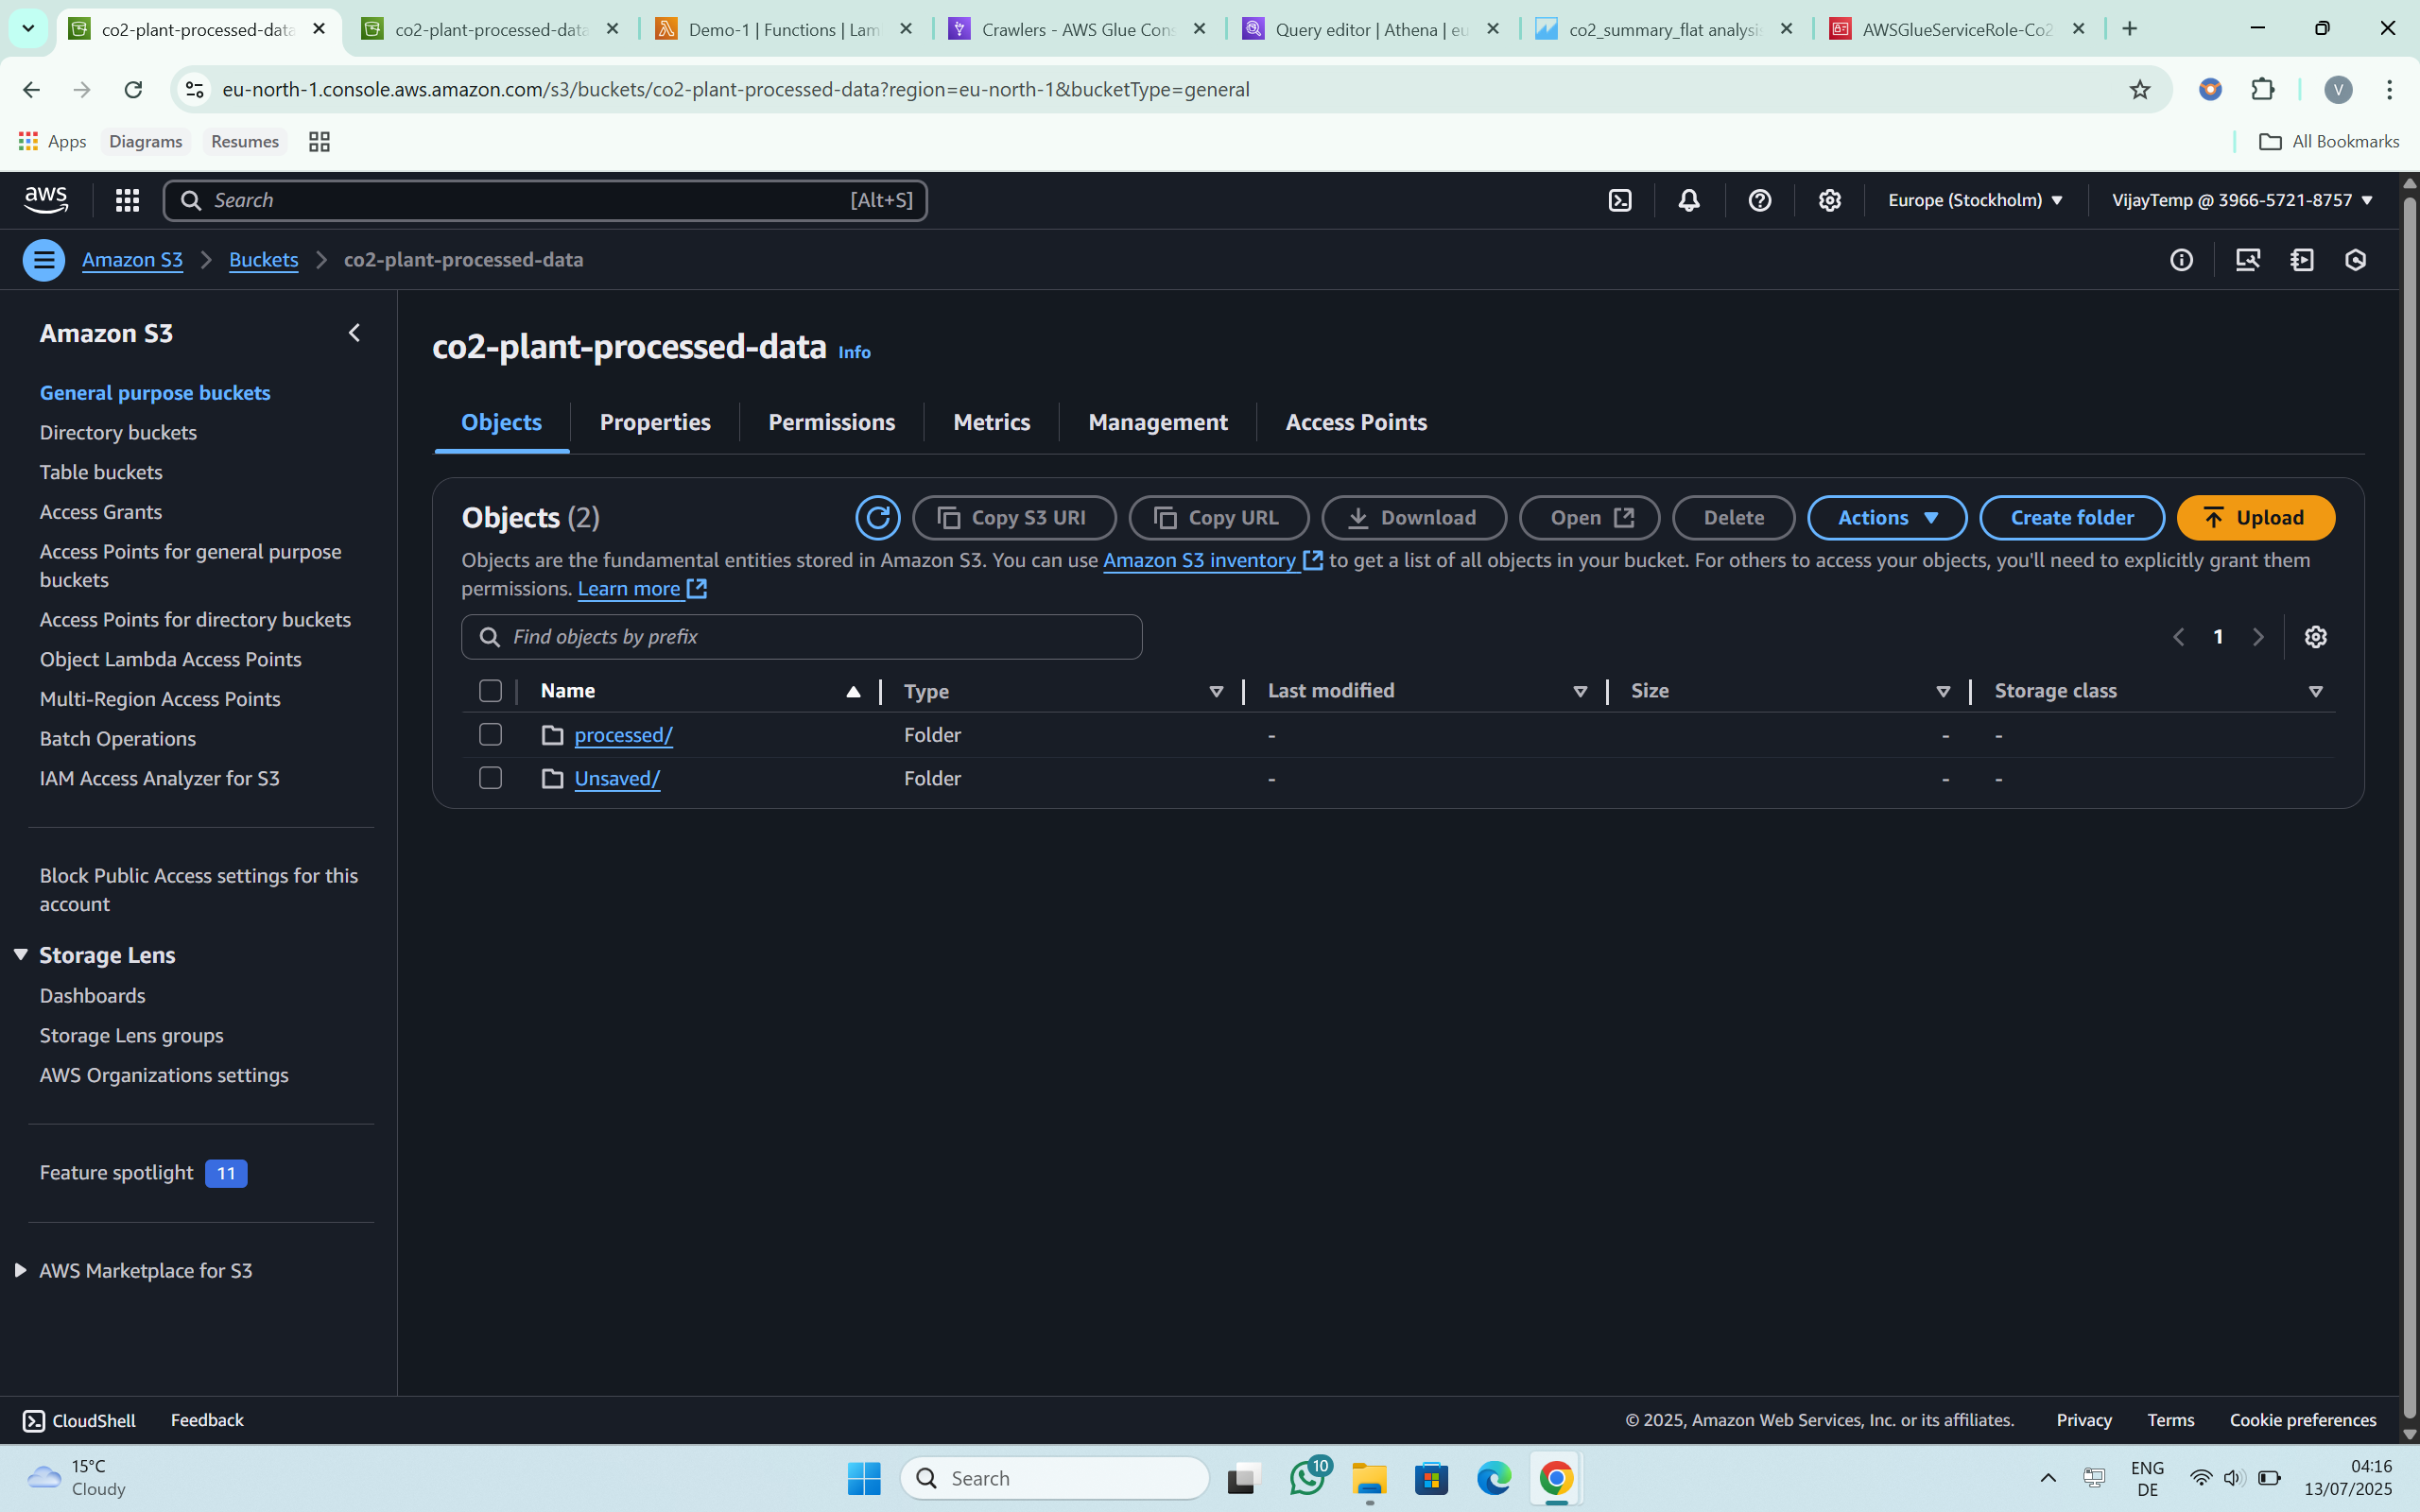 co2-plant-processed-data
co2-plant-processed-data
Demo-1 | Functions | Lam
Crawlers - AWS Glue Cons
Query editor | Athena | eu
co2_summary_flat analysis
AWSGlueServiceRole-Co2
eu-north-1.console.aws.amazon.com/s3/buckets/co2-plant-processed-data?region=eu-north-1&bucketType=general
V
Apps
Diagrams
Resumes
All Bookmarks
aws
Search
[Alt+S]
Europe (Stockholm)
VijayTemp @ 3966-5721-8757
Amazon S3
Buckets
co2-plant-processed-data
Amazon S3
General purpose buckets
Directory buckets
Table buckets
Access Grants
Access Points for general purpose
buckets
Access Points for directory buckets
Object Lambda Access Points
Multi-Region Access Points
Batch Operations
IAM Access Analyzer for S3
Block Public Access settings for this
account
Storage Lens
Dashboards
Storage Lens groups
AWS Organizations settings
Feature spotlight 11
AWS Marketplace for S3
co2-plant-processed-data Info
Objects
Properties
Permissions
Metrics
Management
Access Points
Objects (2)
Copy S3 URI
Copy URL
Download
Open
Delete
Actions
Create folder
Upload
Objects are the fundamental entities stored in Amazon S3. You can use Amazon S3 inventory to get a list of all objects in your bucket. For others to access your objects, you'll need to explicitly grant them
permissions. Learn more
Find objects by prefix
1
Name Type Last modified Size Storage class
processed/ Folder - - -
Unsaved/ Folder - - -
CloudShell
Feedback
© 2025, Amazon Web Services, Inc. or its affiliates.
Privacy
Terms
Cookie preferences
15°C
Cloudy
Search
10
ENG
DE
04:16
13/07/2025